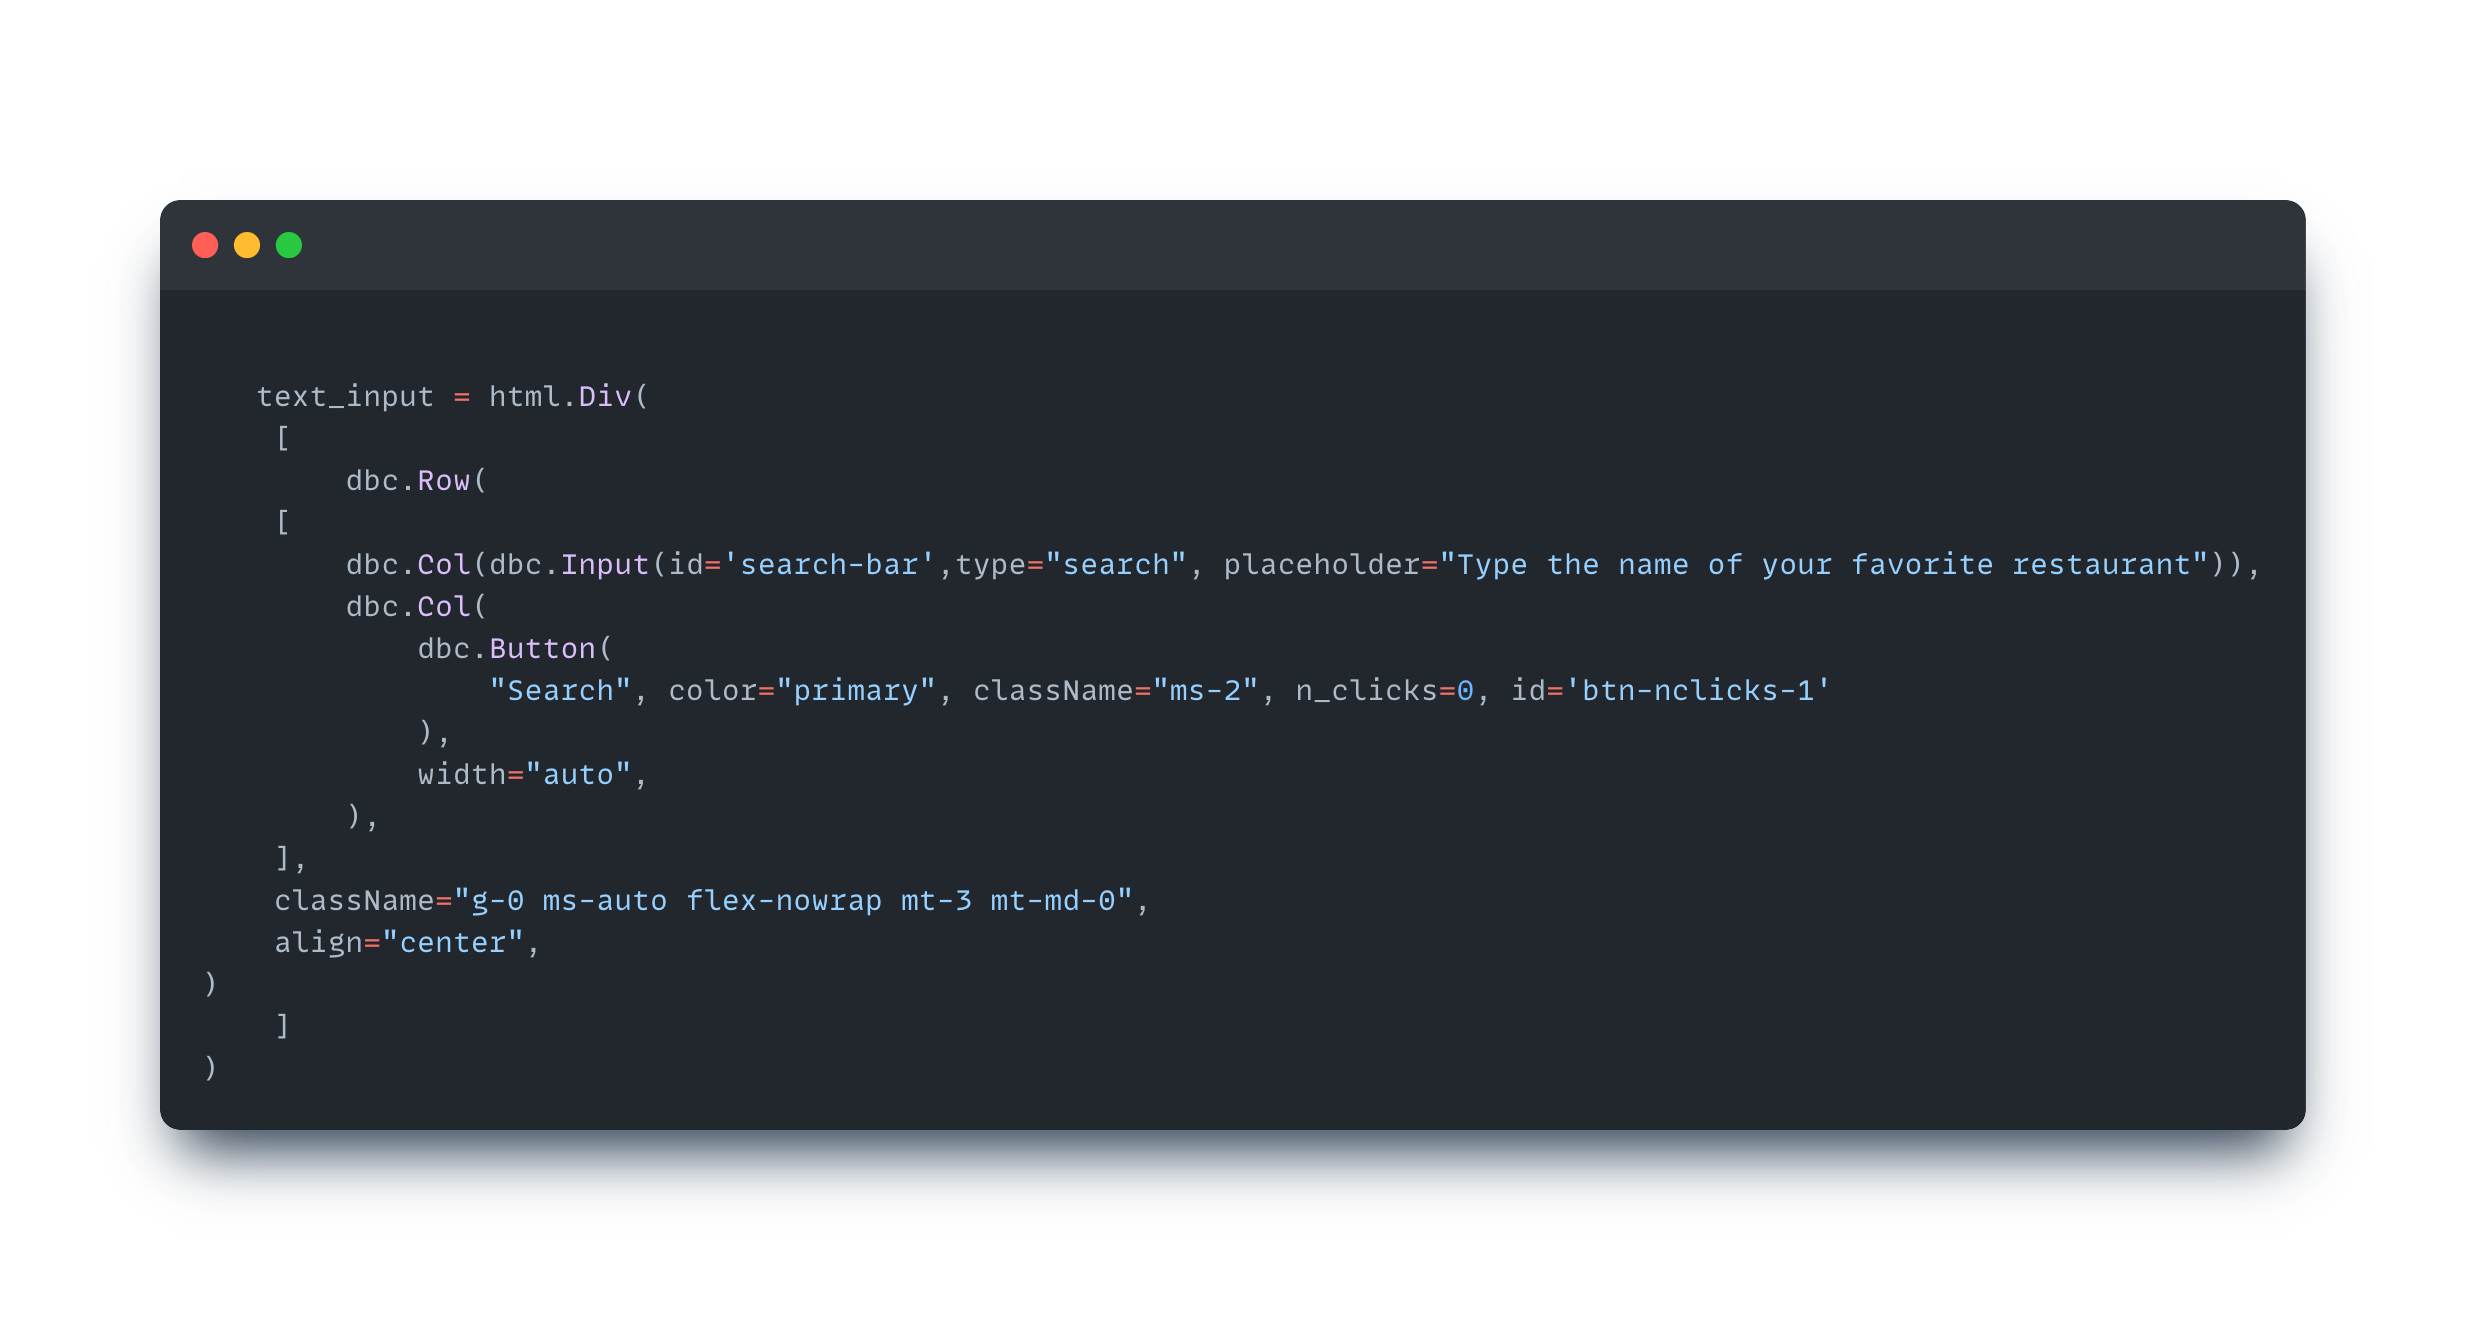 text_input = html.Div(
    [
        dbc.Row(
    [
        dbc.Col(dbc.Input(id='search-bar',type="search", placeholder="Type the name of your favorite restaurant")),
        dbc.Col(
            dbc.Button(
                "Search", color="primary", className="ms-2", n_clicks=0, id='btn-nclicks-1'
            ),
            width="auto",
        ),
    ],
    className="g-0 ms-auto flex-nowrap mt-3 mt-md-0",
    align="center",
)
    ]
)